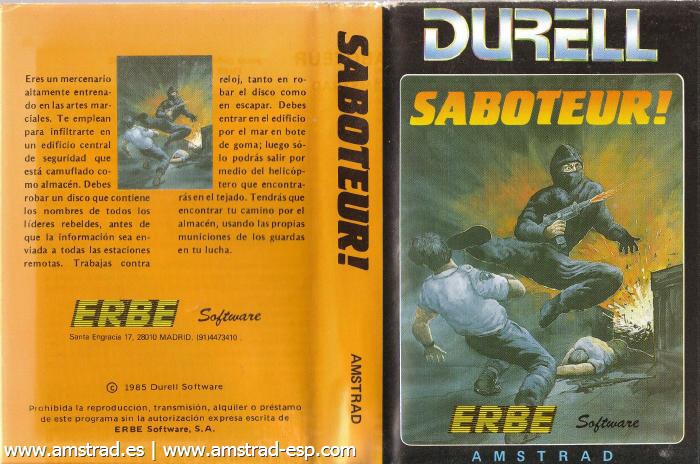 Eres un mercenario
altamente entrena-
do en las artes mar-
ciales. Te emplean
para infiltrarte en
un edificio central
de seguridad que
está camuflado co-
mo almacén. Debes
robar un disco que contiene
los nombres de todos los
líderes rebeldes, antes de
que la información sea en-
viada a todas las estaciones
remotas. Trabajas contra
reloj, tanto en ro-
bar el disco como
en escapar. Debes
entrar en el edificio
por el mar en bote
de goma; luego só-
lo podrás salir por
medio del helicóp-
tero que encontra-
rás en el tejado. Tendrás que
encontrar tu camino por el
almacén, usando las propias
municiones de los guardas
en tu lucha.
ERBE Software
Santa Engracia 17, 28010 MADRID. (91)4473410.
© 1985 Durell Software
Prohibida la reproducción, transmisión, alquiler o préstamo
de este programa sin la autorización expresa escrita de
ERBE Software, S.A.
www.amstrad.es | www.amstrad-esp.com
SABOTEUR!
AMSTRAD
DURELL
SABOTEUR!
ERBE Software
AMSTRAD